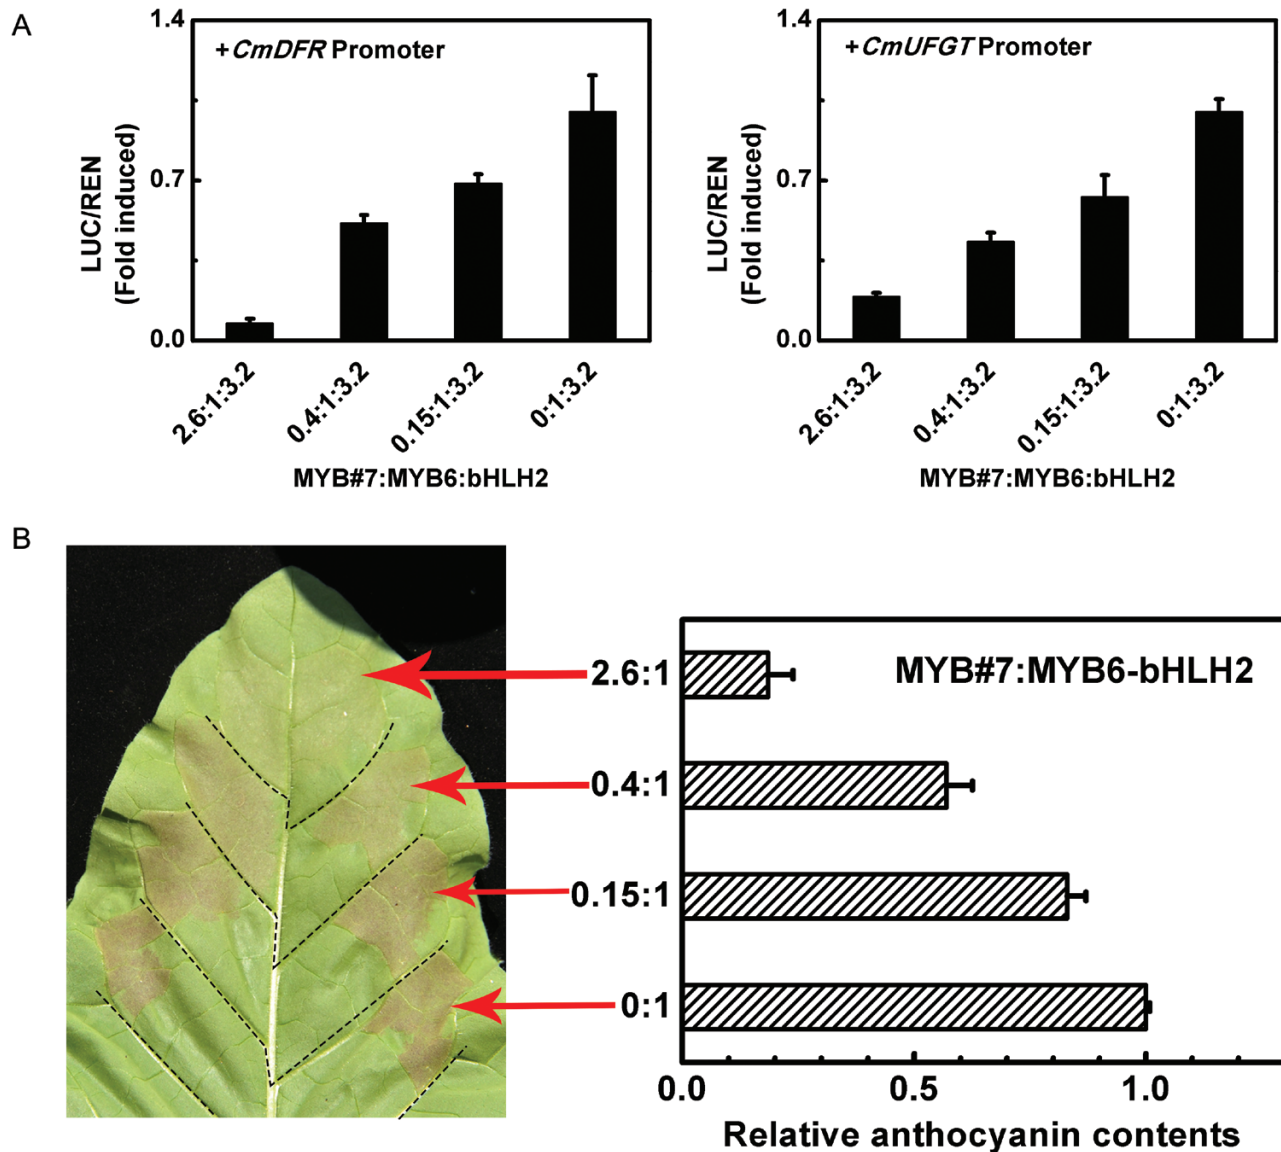 A
+CmDFR Promoter
LUC/REN
(Fold induced)
1.4
0.7
0.0
2.6:1:3.2
0.4:1:3.2
0.15:1:3.2
0:1:3.2
MYB#7:MYB6:bHLH2
+CmUFGT Promoter
LUC/REN
(Fold induced)
1.4
0.7
0.0
2.6:1:3.2
0.4:1:3.2
0.15:1:3.2
0:1:3.2
MYB#7:MYB6:bHLH2
B
2.6:1
0.4:1
0.15:1
0:1
MYB#7:MYB6-bHLH2
0.0
0.5
1.0
Relative anthocyanin contents